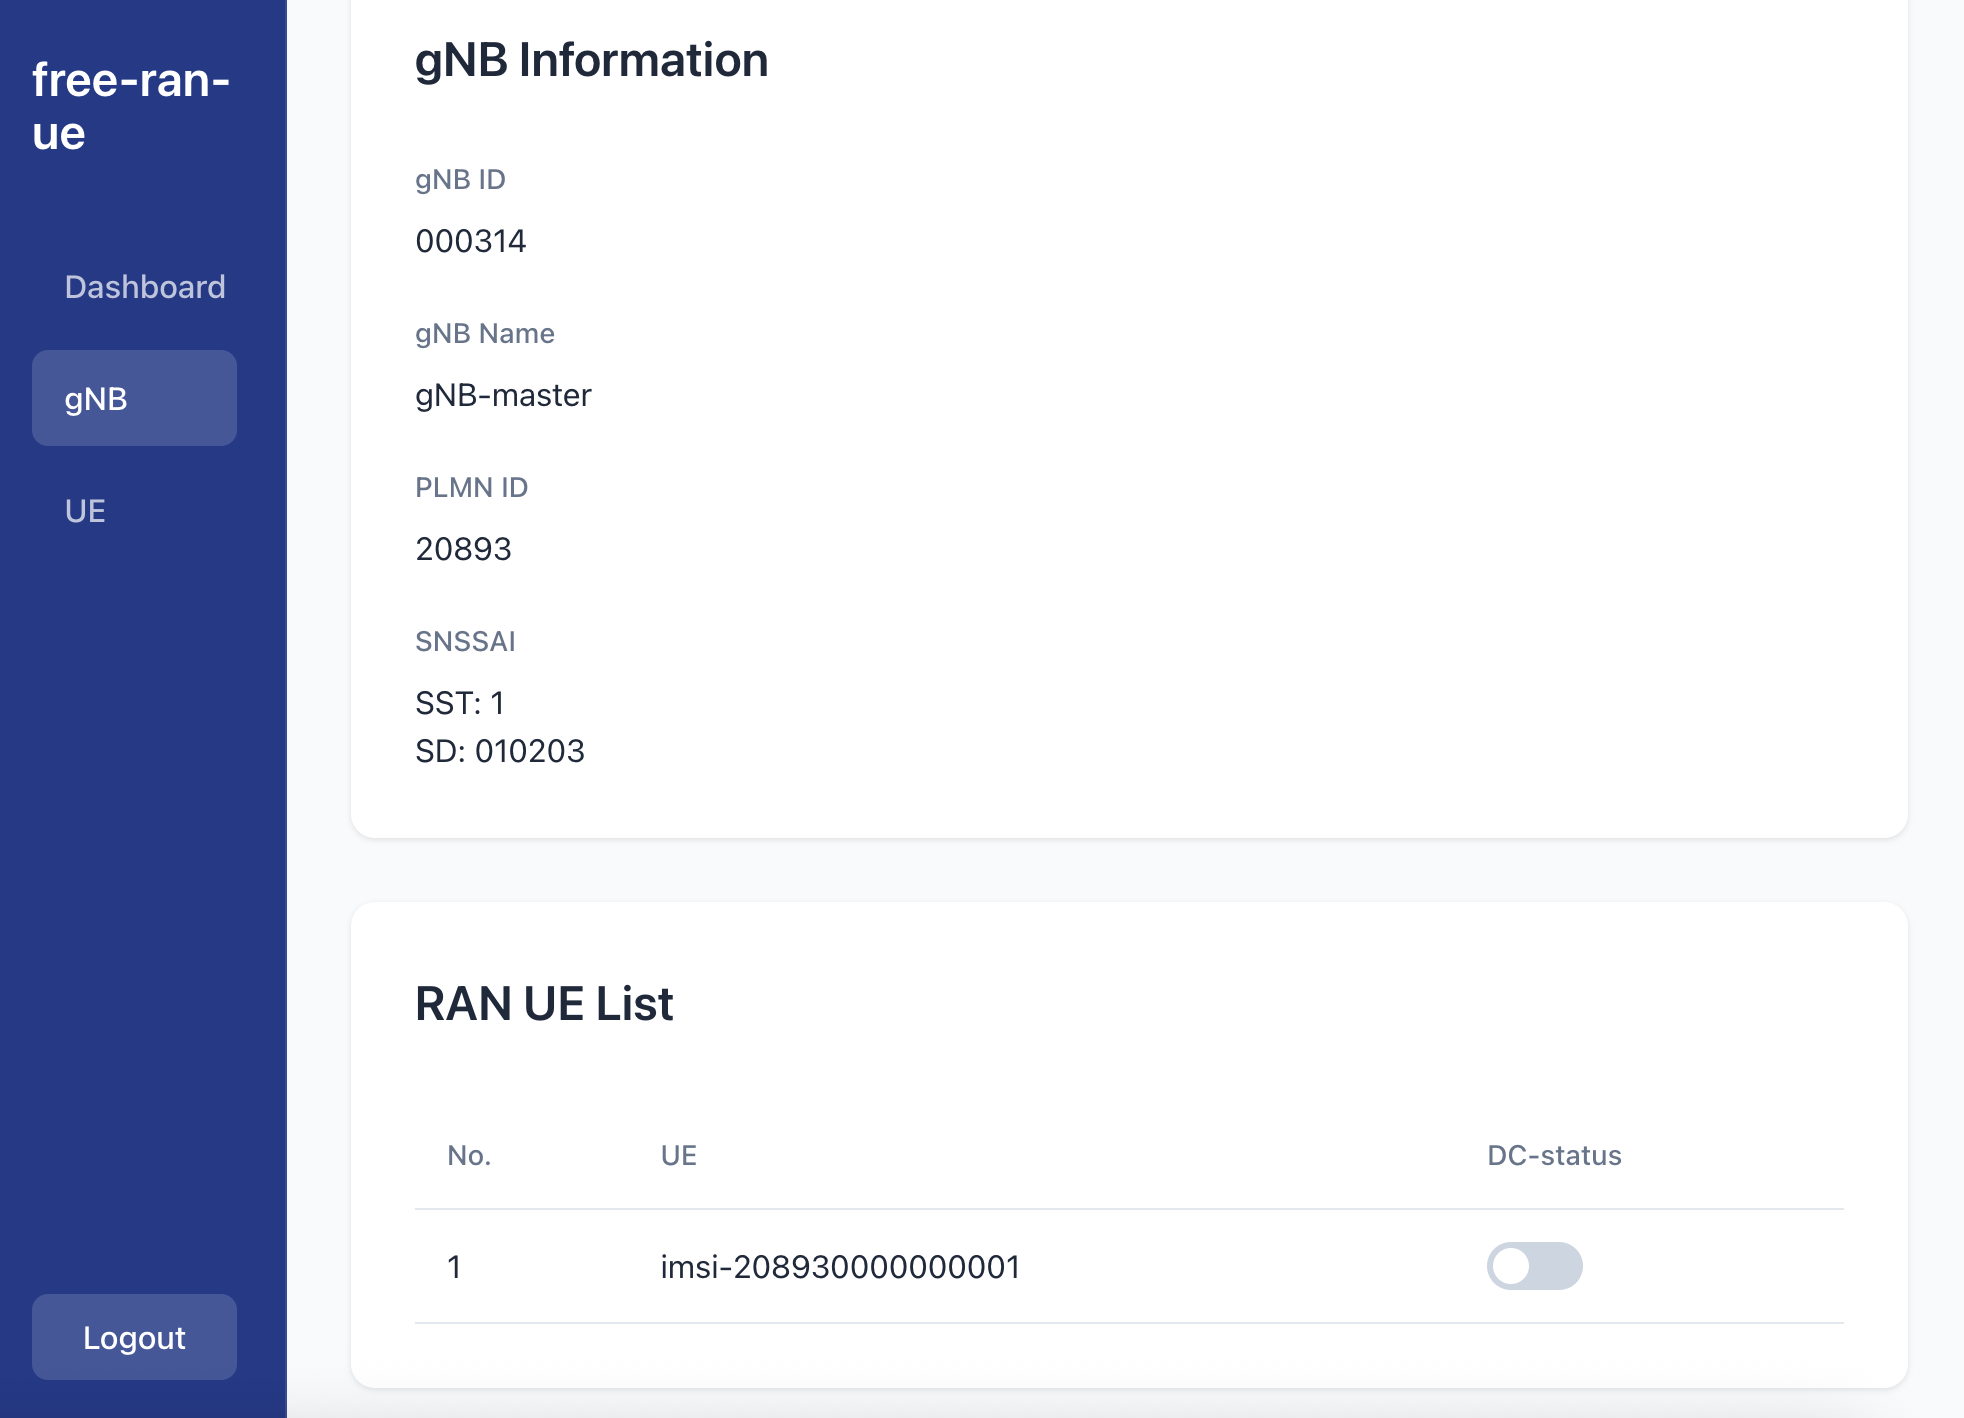 free-ran-
ue
Dashboard
gNB
UE
Logout
gNB Information
gNB ID
000314
gNB Name
gNB-master
PLMN ID
20893
SNSSAI
SST: 1
SD: 010203
RAN UE List
No. UE DC-status
1 imsi-208930000000001